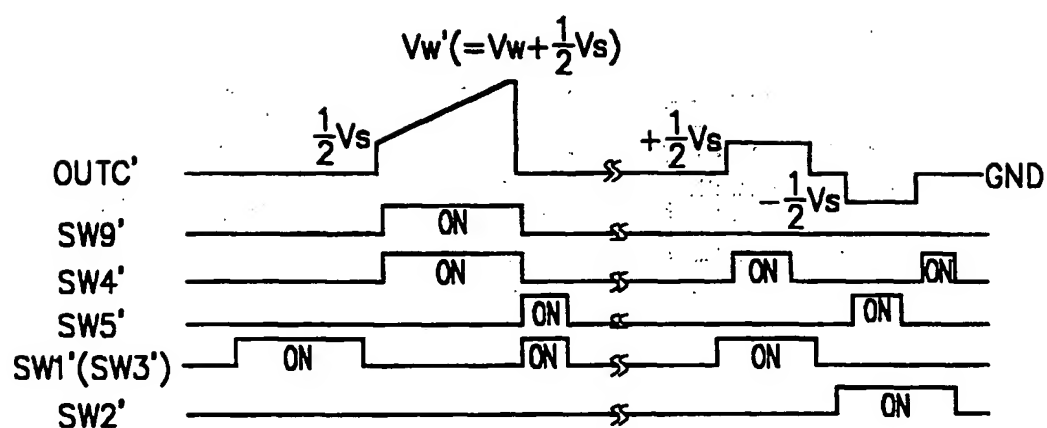 Vw'(=Vw+1/2Vs)
1/2Vs
+1/2Vs
OUTC'
GND
-1/2Vs
SW9'
ON
SW4'
ON
ON
ON
SW5'
ON
ON
SW1'(SW3')
ON
ON
ON
SW2'
ON